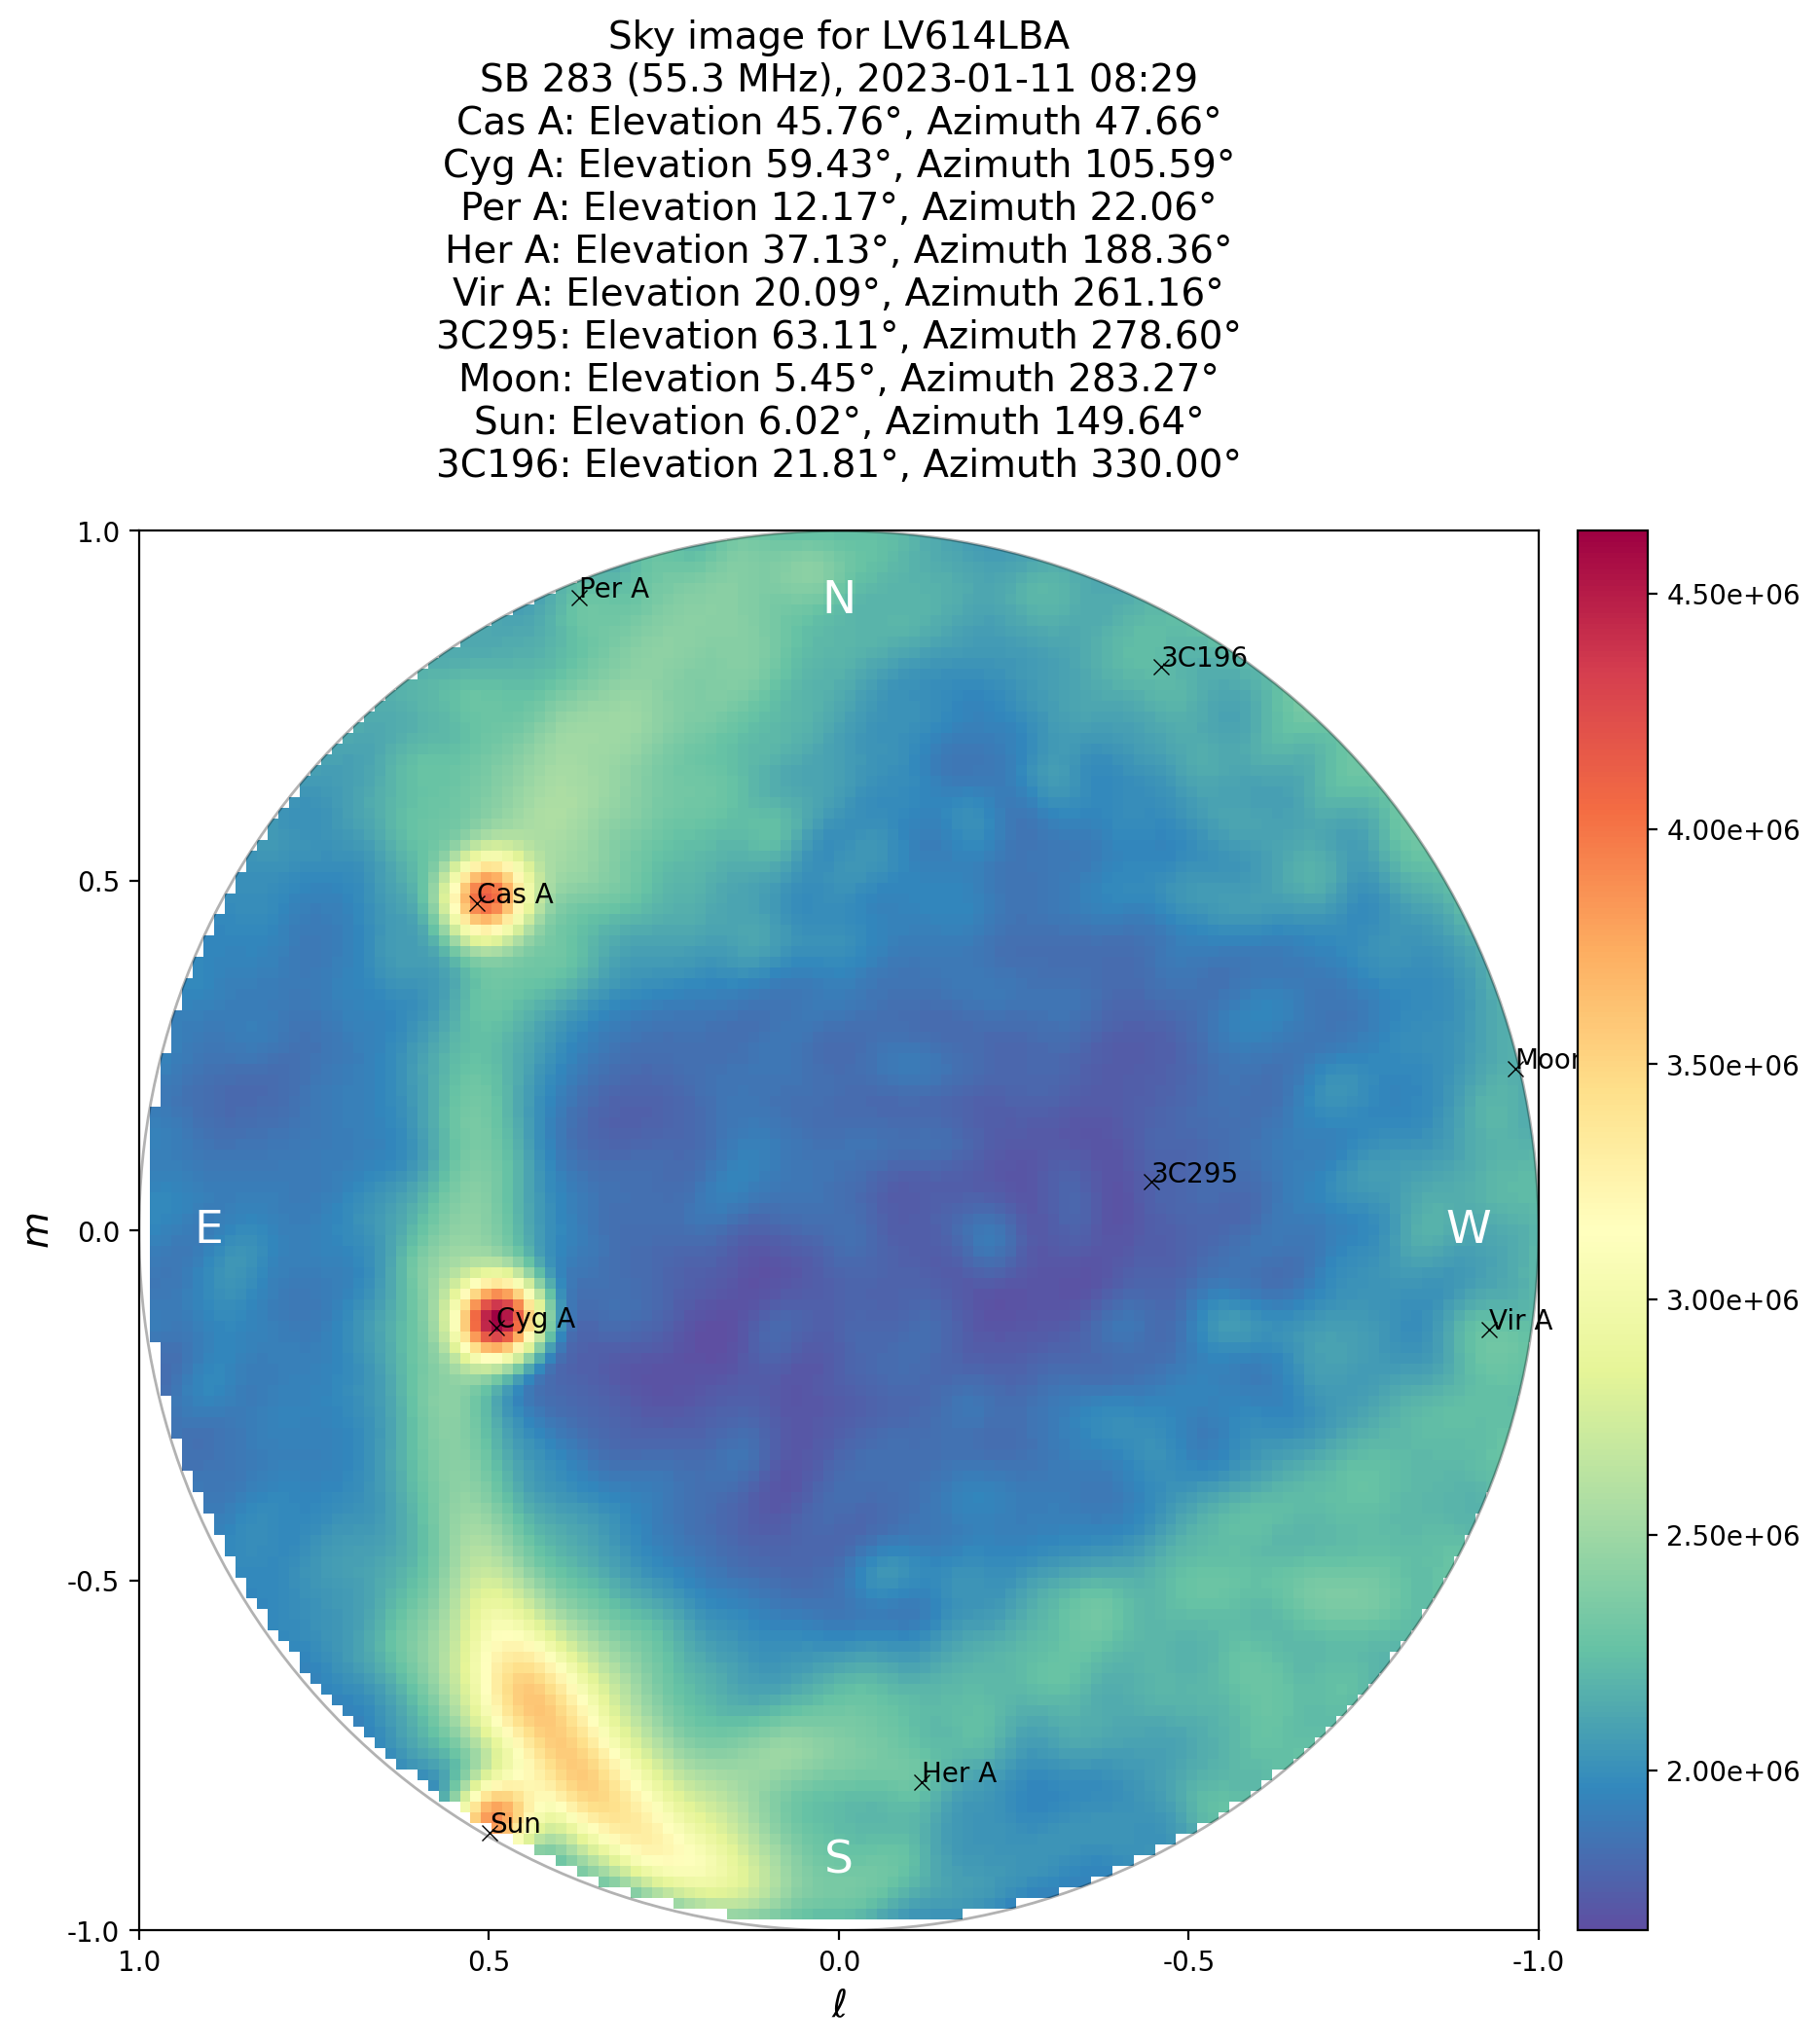 Sky image for LV614LBA
SB 283 (55.3 MHz), 2023-01-11 08:29
Cas A: Elevation 45.76°, Azimuth 47.66°
Cyg A: Elevation 59.43°, Azimuth 105.59°
Per A: Elevation 12.17°, Azimuth 22.06°
Her A: Elevation 37.13°, Azimuth 188.36°
Vir A: Elevation 20.09°, Azimuth 261.16°
3C295: Elevation 63.11°, Azimuth 278.60°
Moon: Elevation 5.45°, Azimuth 283.27°
Sun: Elevation 6.02°, Azimuth 149.64°
3C196: Elevation 21.81°, Azimuth 330.00°
1.0
0.5
0.0
-0.5
-1.0
m
Per A
N
3C196
Cas A
Moon
3C295
E
W
Cyg A
Vir A
Her A
Sun
S
1.0
0.5
0.0
-0.5
-1.0
ℓ
4.50e+06
4.00e+06
3.50e+06
3.00e+06
2.50e+06
2.00e+06